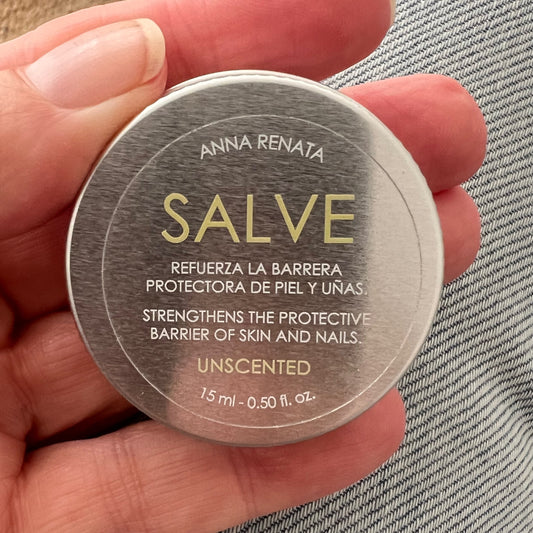 ANNA RENATA
SALVE
REFUERZA LA BARRERA
PROTECTORA DE PIEL Y UÑAS.
STRENGTHENS THE PROTECTIVE
BARRIER OF SKIN AND NAILS.
UNSCENTED
15 ml - 0.50 fl. oz.